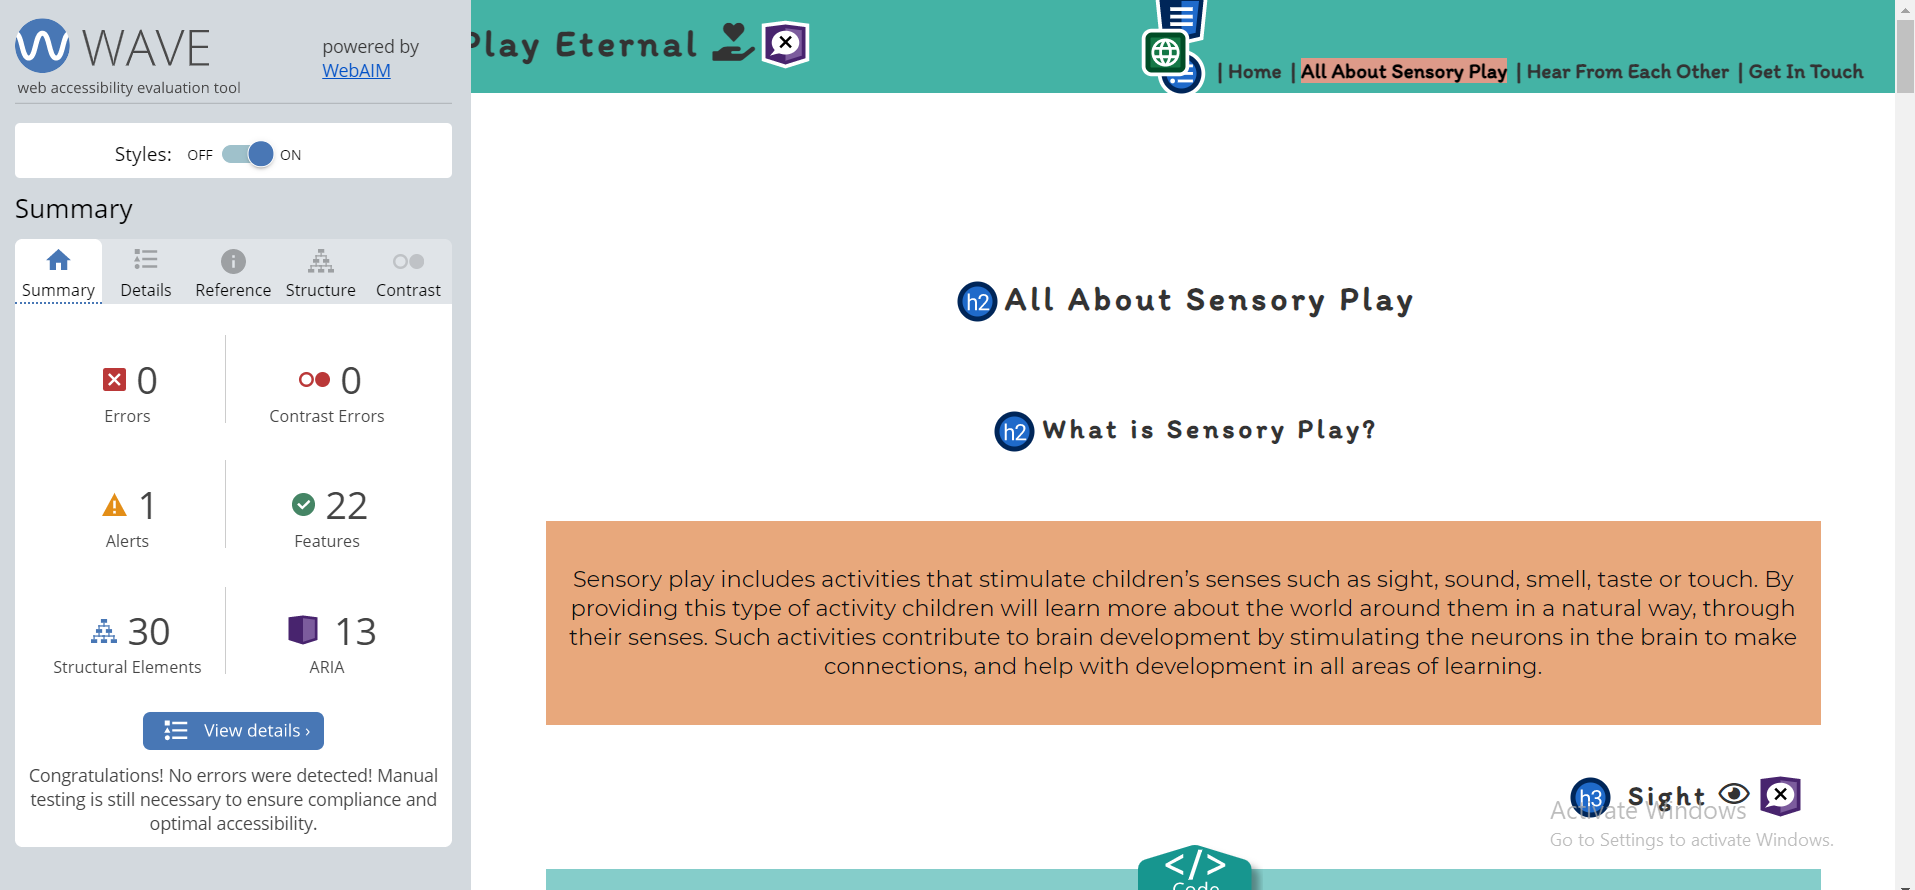 WAVE
powered by
WebAIM
web accessibility evaluation tool
Styles: OFF ON
Summary
Summary Details Reference Structure Contrast
0 0
Errors Contrast Errors
1 22
Alerts Features
30 13
Structural Elements ARIA
View details ›
Congratulations! No errors were detected! Manual
testing is still necessary to ensure compliance and
optimal accessibility.
Play Eternal
| Home | All About Sensory Play | Hear From Each Other | Get In Touch
h2 All About Sensory Play
h2 What is Sensory Play?
Sensory play includes activities that stimulate children’s senses such as sight, sound, smell, taste or touch. By
providing this type of activity children will learn more about the world around them in a natural way, through
their senses. Such activities contribute to brain development by stimulating the neurons in the brain to make
connections, and help with development in all areas of learning.
h3 Sight
Activate Windows
Go to Settings to activate Windows.
</> Code